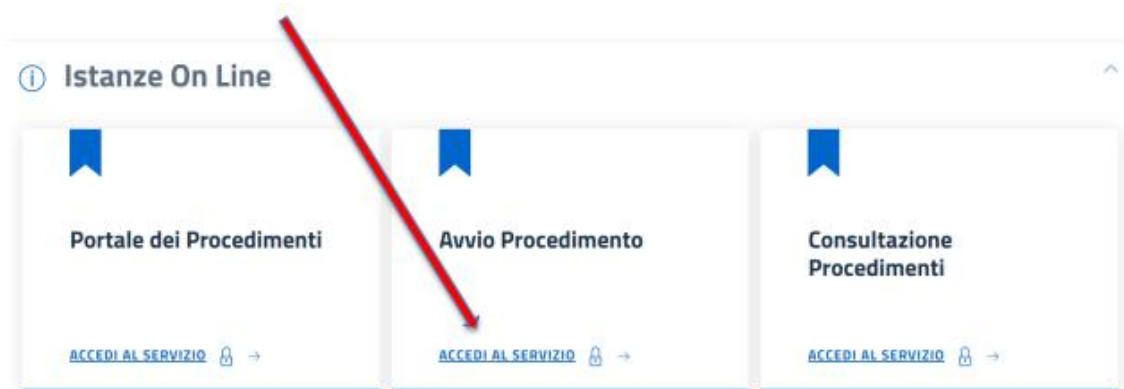 Istanze On Line
Portale dei Procedimenti
Avvio Procedimento
Consultazione
Procedimenti
ACCEDI AL SERVIZIO
ACCEDI AL SERVIZIO
ACCEDI AL SERVIZIO